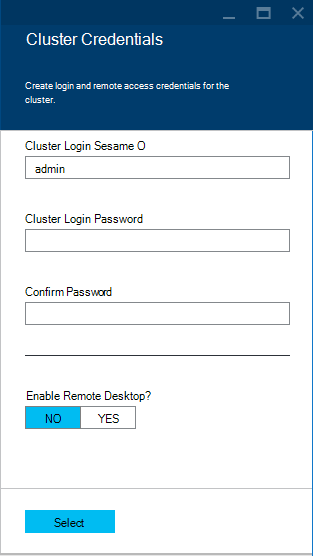 Cluster Credentials
Create login and remote access credentials for the
cluster.
Cluster Login Sesame O
admin
Cluster Login Password
Confirm Password
Enable Remote Desktop?
NO YES
Select